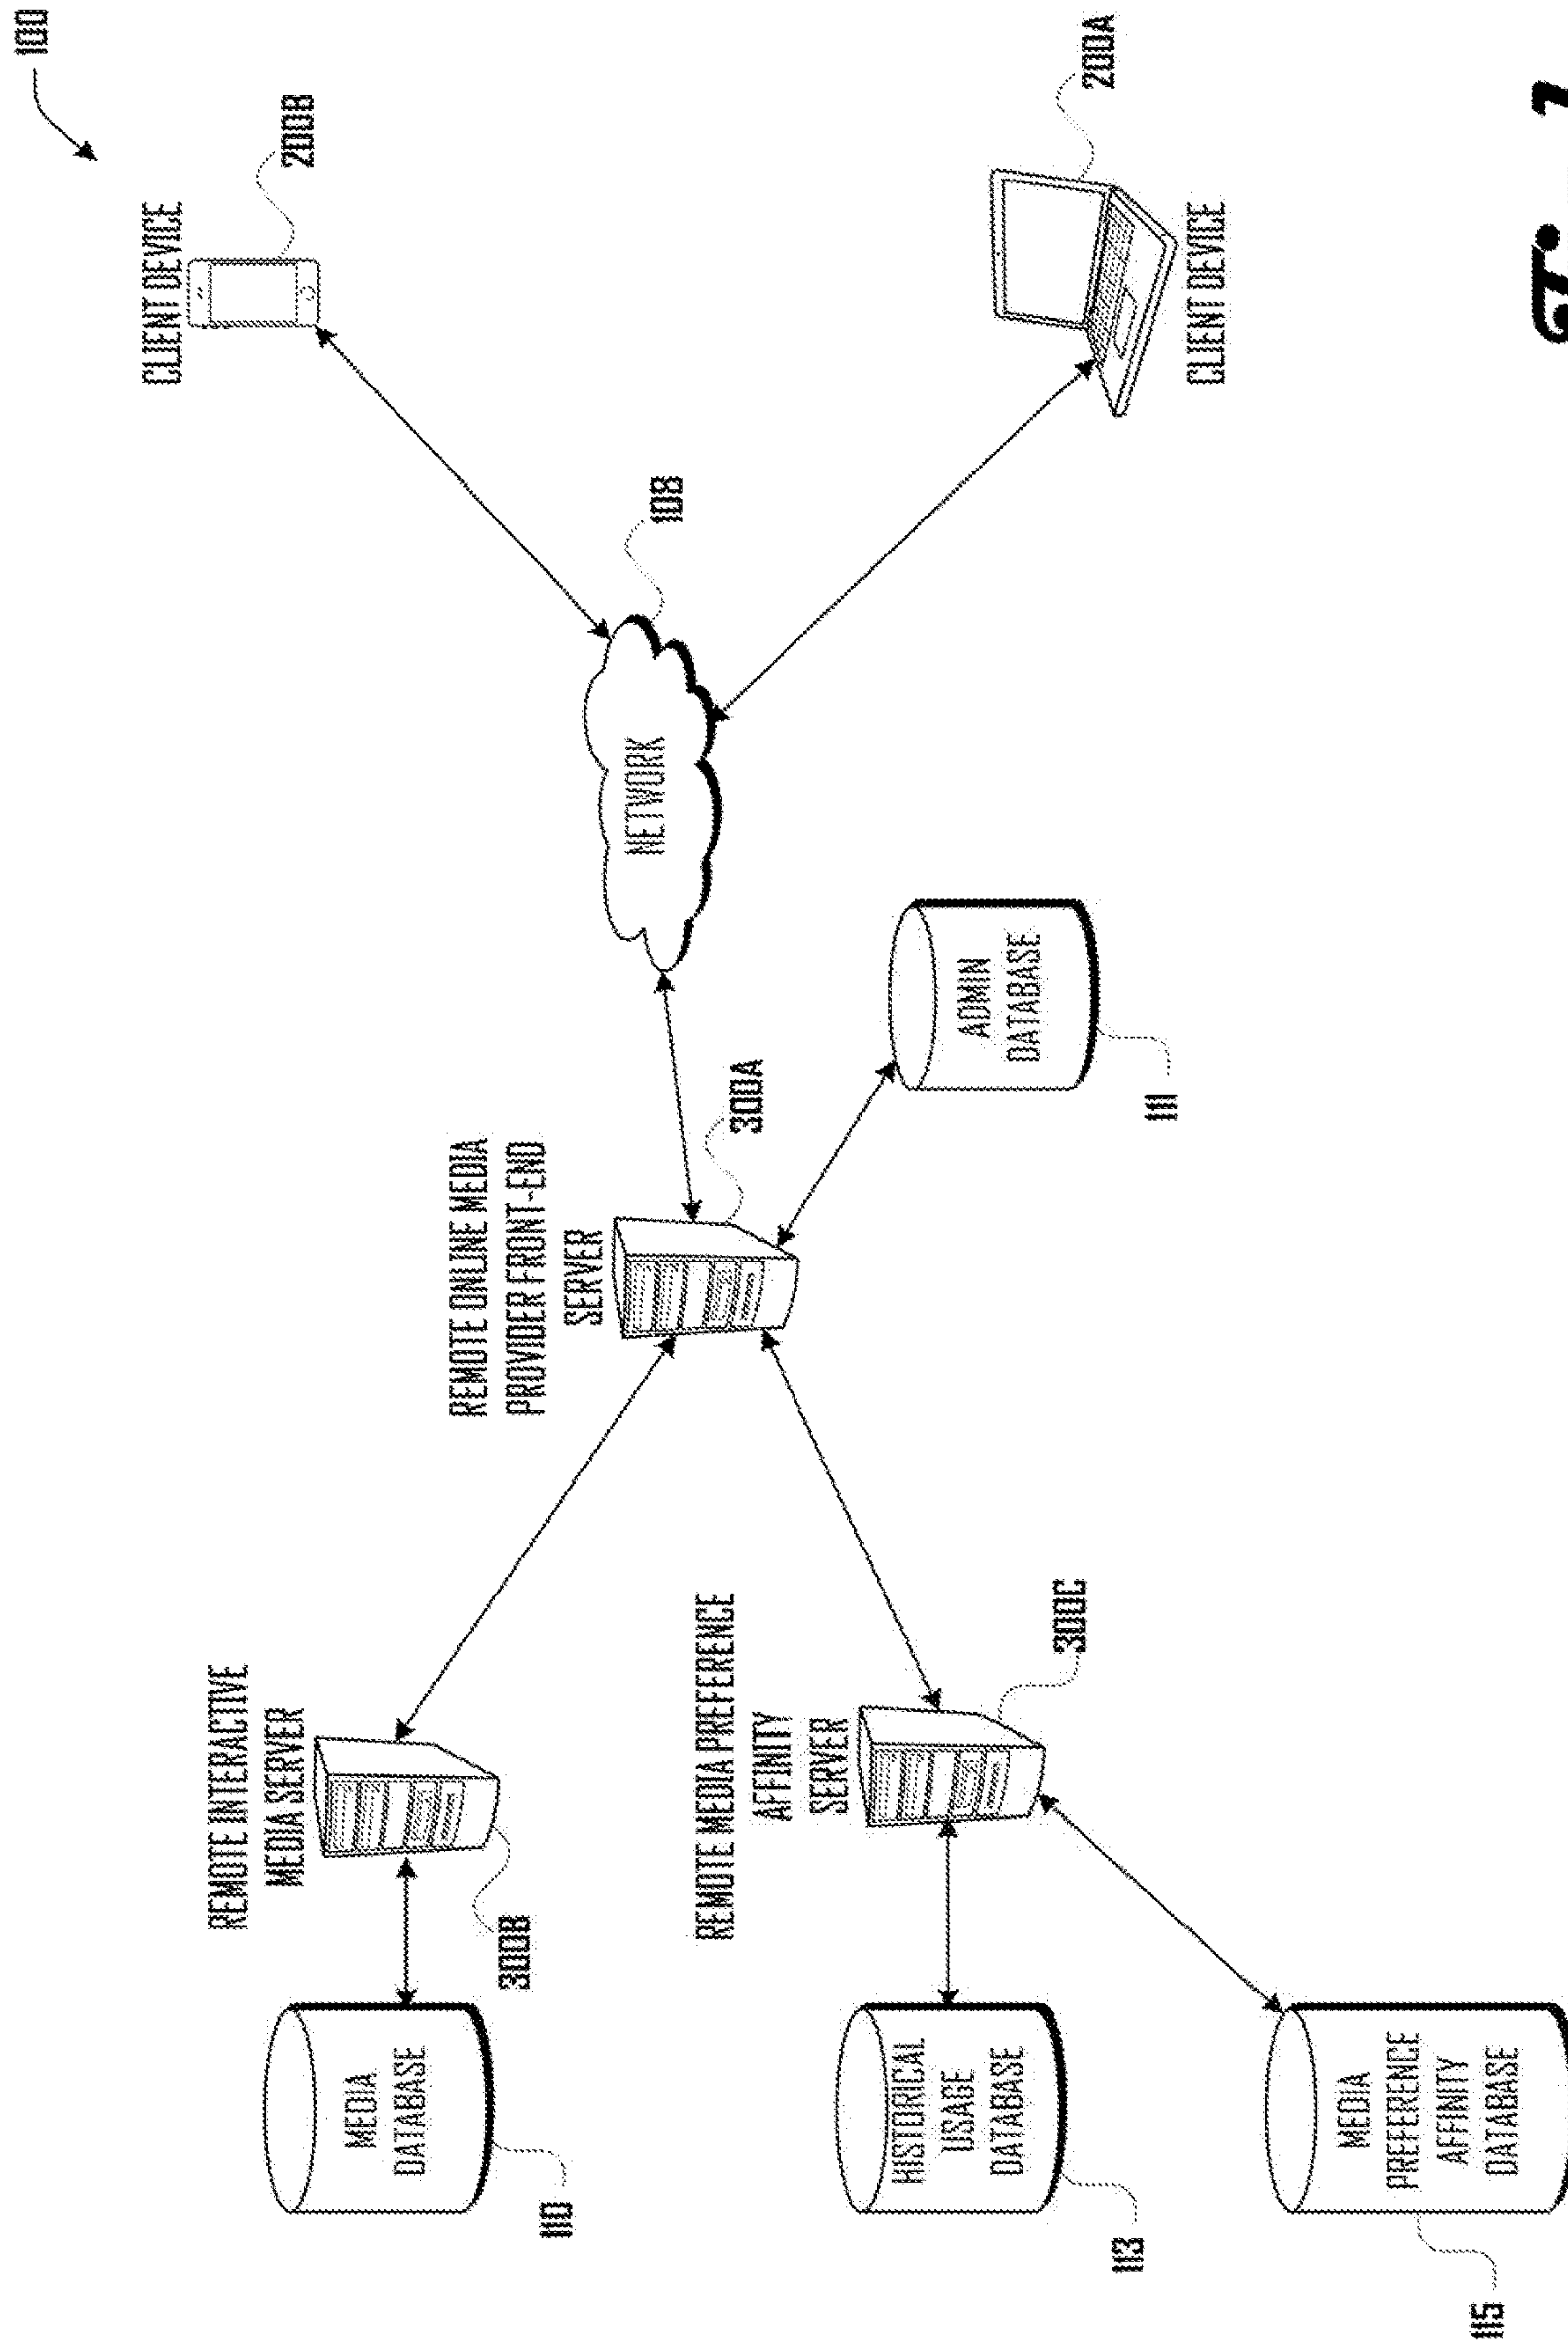 100
CLIENT DEVICE
200B
REMOTE INTERACTIVE
MEDIA SERVER
300B
MEDIA
DATABASE
110
REMOTE ONLINE MEDIA
PROVIDER FRONT-END
SERVER
300A
NETWORK
108
REMOTE MEDIA PREFERENCE
AFFINITY
SERVER
300C
HISTORICAL
USAGE
DATABASE
113
ADMIN
DATABASE
111
200A
CLIENT DEVICE
MEDIA
PREFERENCE
AFFINITY
DATABASE
115